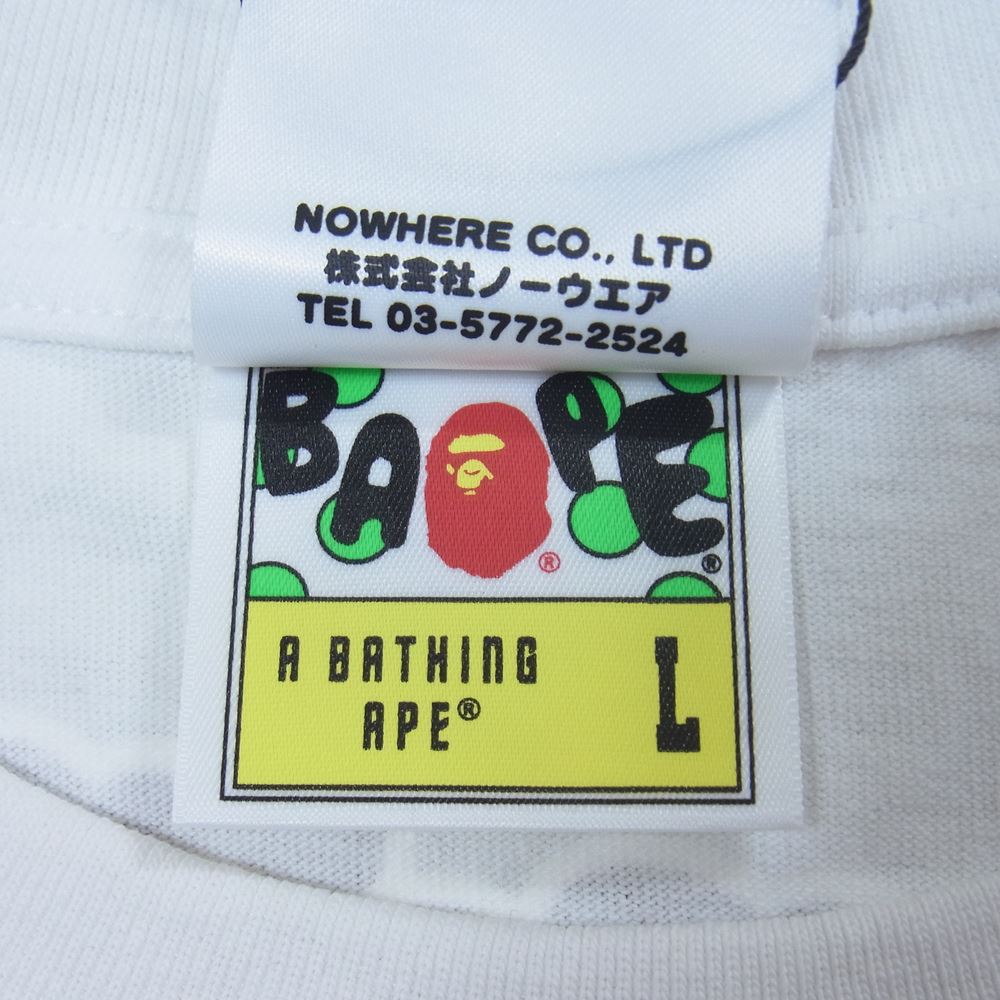 NOWHERE CO., LTD
株式会社ノーウエア
TEL 03-5772-2524
BAPE® ®
A BATHING
APE®
L